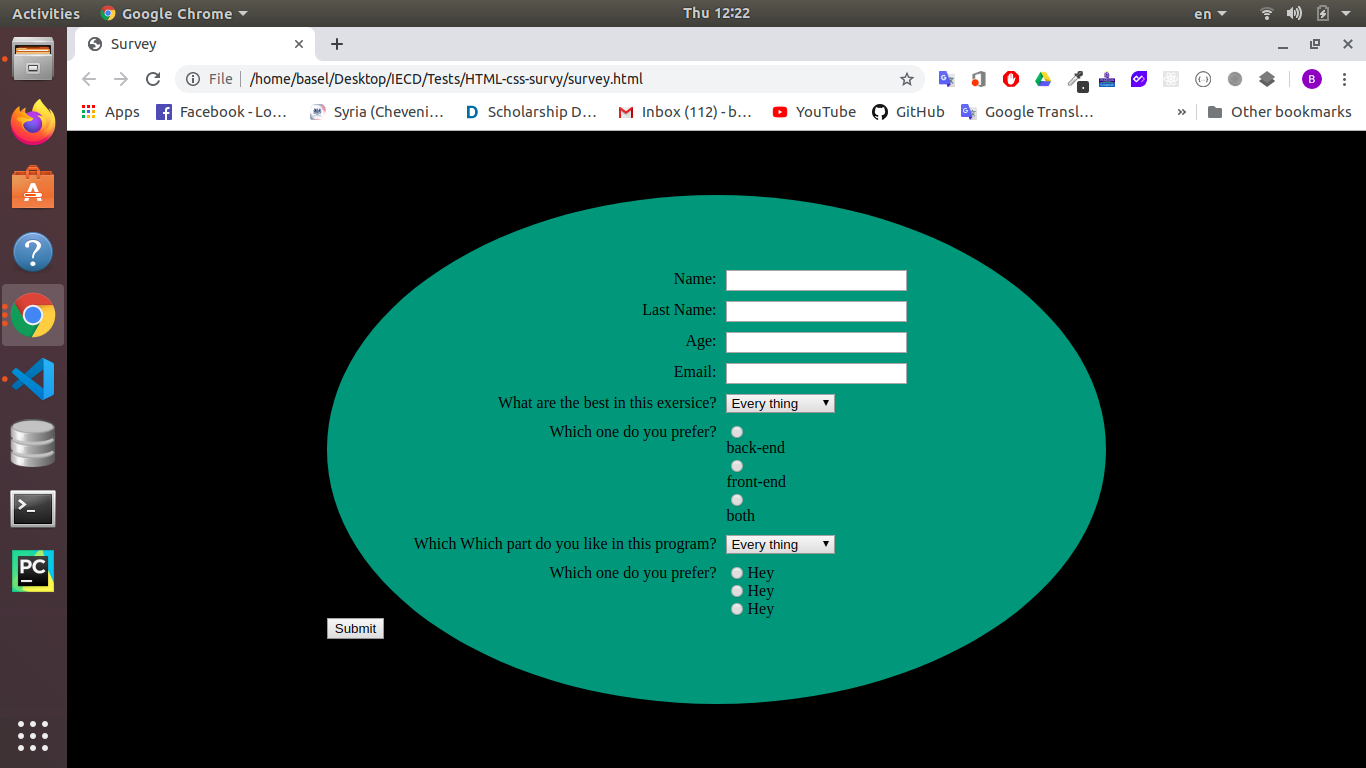 Activities Google Chrome Thu 12:22 en
Survey
File /home/basel/Desktop/IECD/Tests/HTML-css-survy/survey.html B
Apps Facebook - Lo… Syria (Cheveni… Scholarship D… Inbox (112) - b… YouTube GitHub Google Transl… » Other bookmarks
Name:
Last Name:
Age:
Email:
What are the best in this exersice? Every thing
Which one do you prefer?
back-end
front-end
both
Which Which part do you like in this program? Every thing
Which one do you prefer? Hey
Hey
Hey
Submit
PC